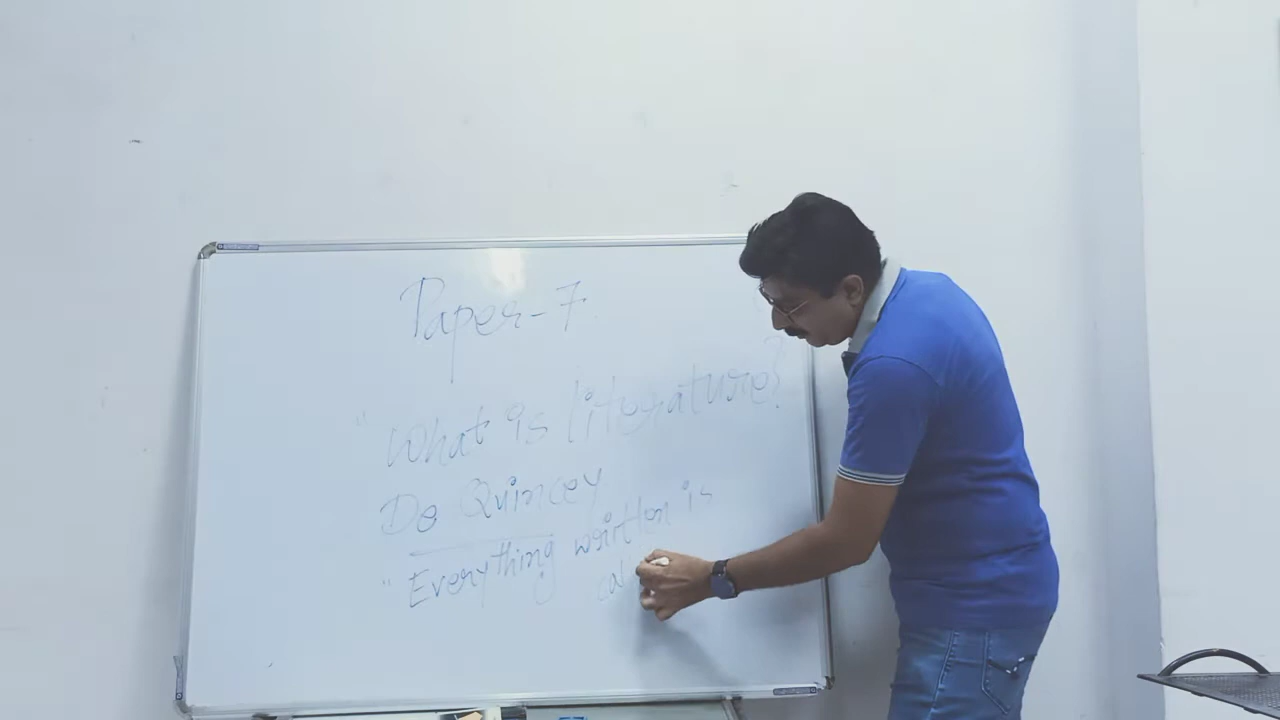 Paper-7.
"What is literature?
De Quincey
"Everything written is